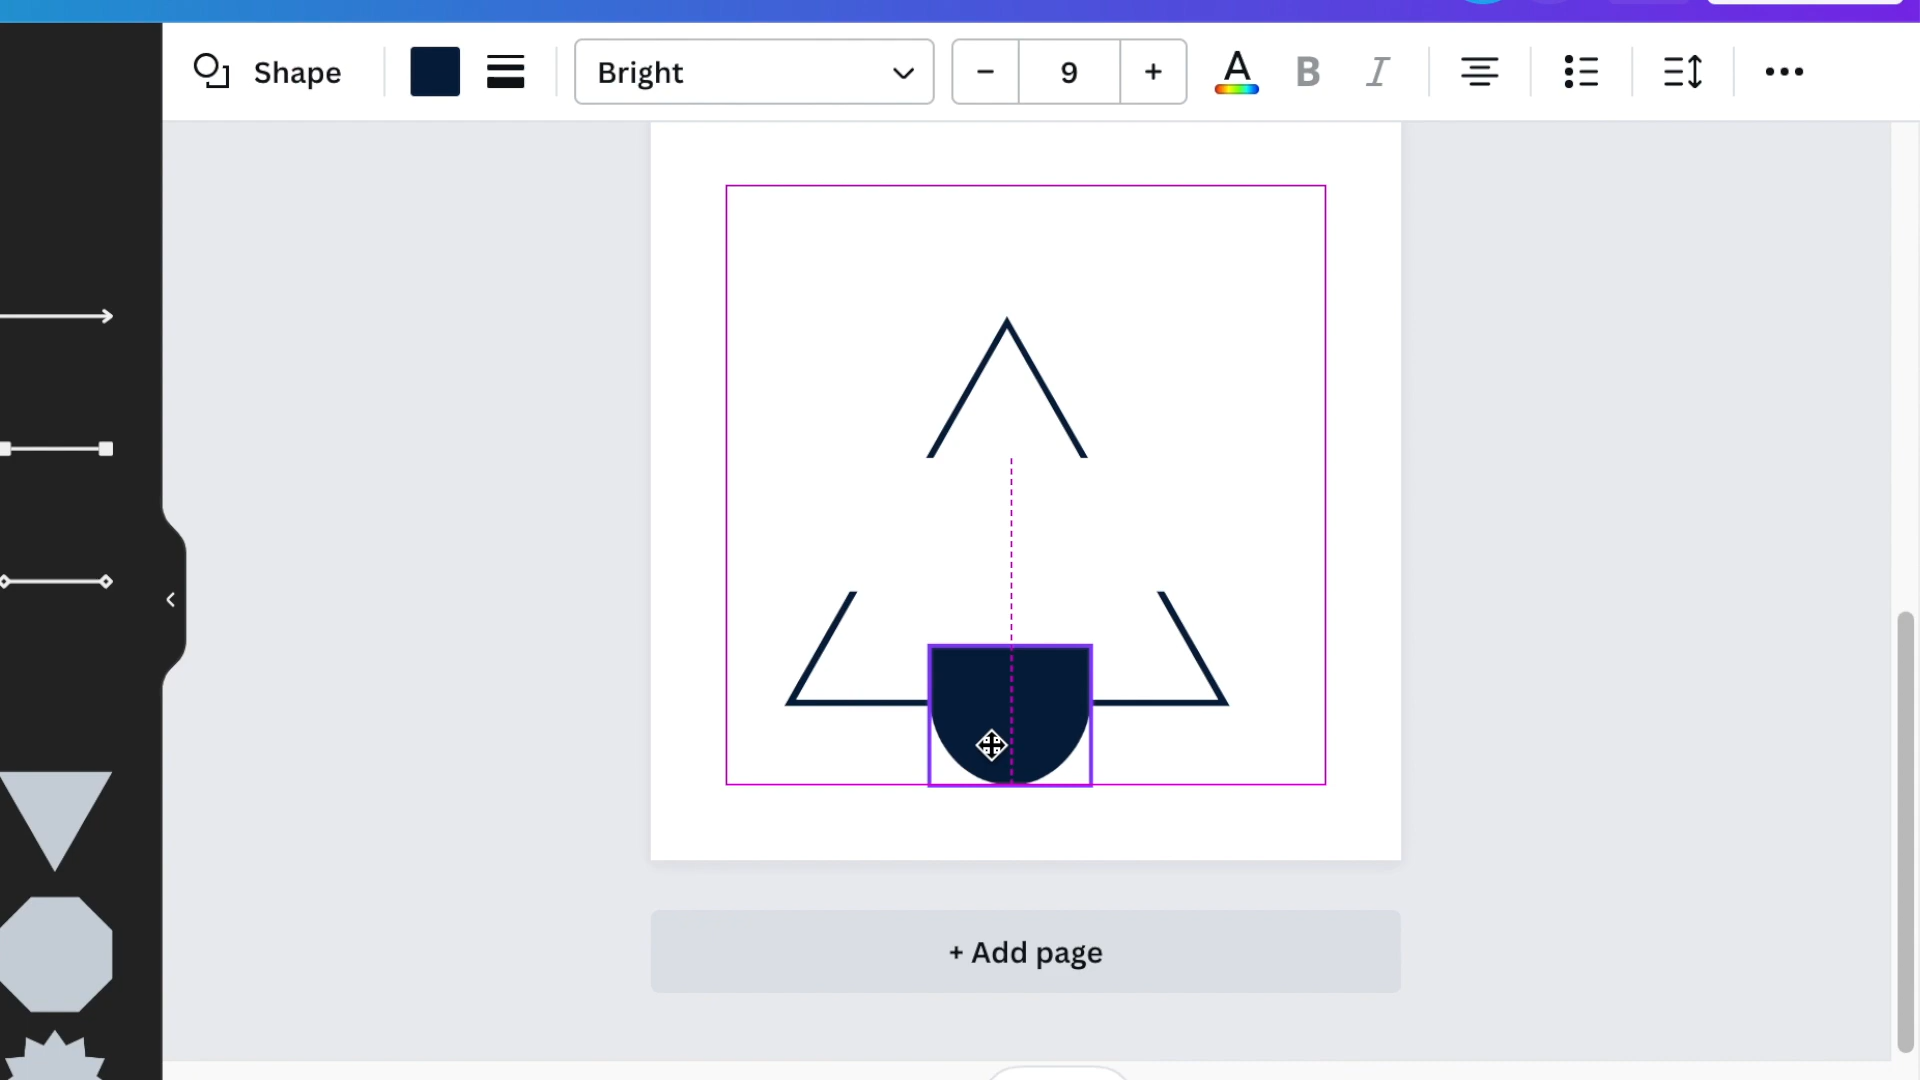 Shape
Bright
− 9 +
A B I
+ Add page